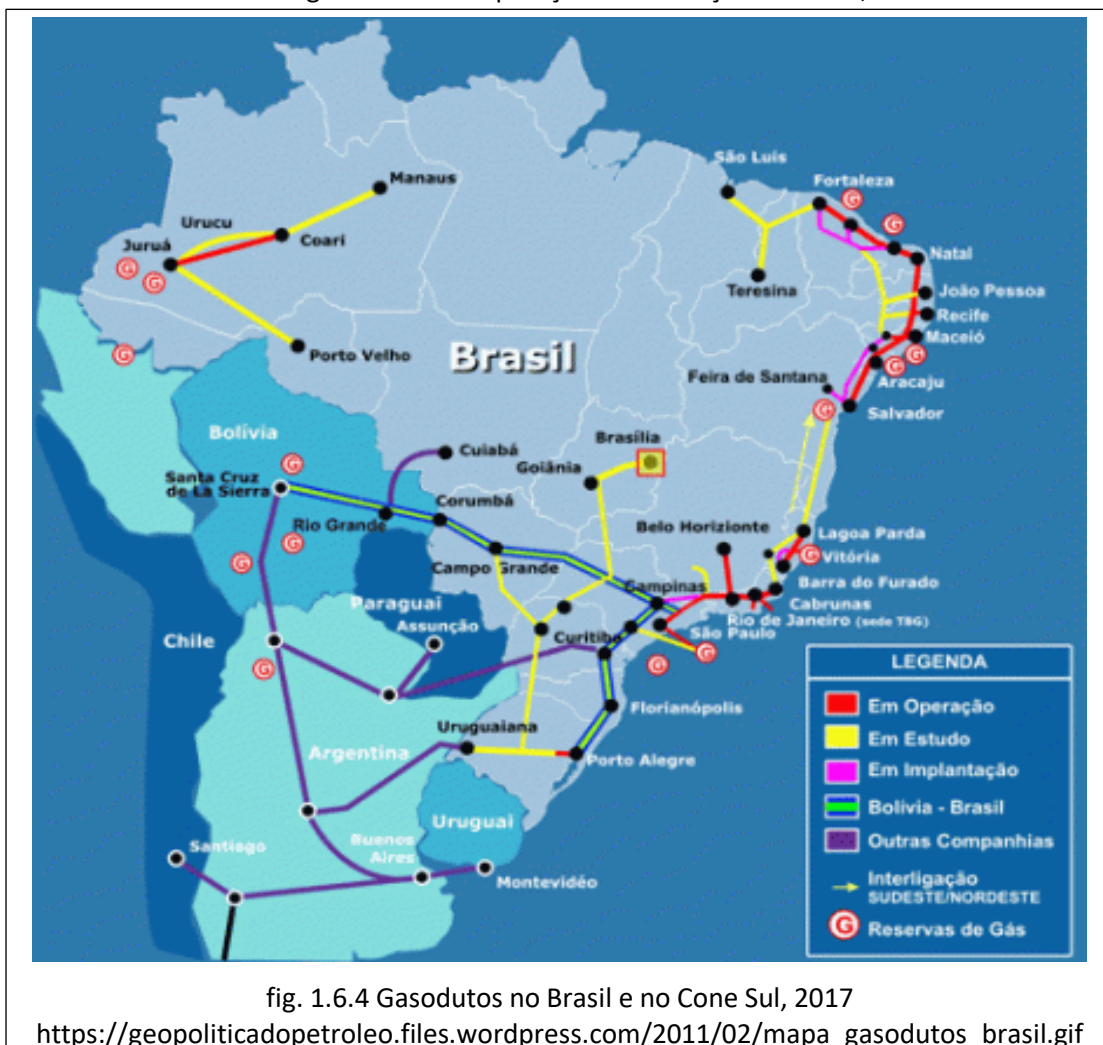 São Luis
Fortaleza
Manaus
Urucu
Coari
Juruá
Natal
Teresina
João Pessoa
Recife
Maceió
Porto Velho
Brasil
Feira de Santana
Aracaju
Salvador
Bolívia
Cuiabá
Brasília
Goiânia
Santa Cruz
de La Sierra
Corumbá
Rio Grande
Belo Horizionte
Lagoa Parda
Vitória
Campo Grande
Campinas
Barra do Furado
Cabrunas
Paraguai
Assunção
Rio de Janeiro (sede TBG)
São Paulo
Chile
Curitiba
LEGENDA
Em Operação
Em Estudo
Em Implantação
Bolívia - Brasil
Outras Companhias
Interligação
SUDESTE/NORDESTE
G Reservas de Gás
Florianópolis
Uruguaiana
Argentina
Porto Alegre
Uruguai
Santiago
Buenos
Aires
Montevidéo
fig. 1.6.4 Gasodutos no Brasil e no Cone Sul, 2017
https://geopoliticadopetroleo.files.wordpress.com/2011/02/mapa_gasodutos_brasil.gif